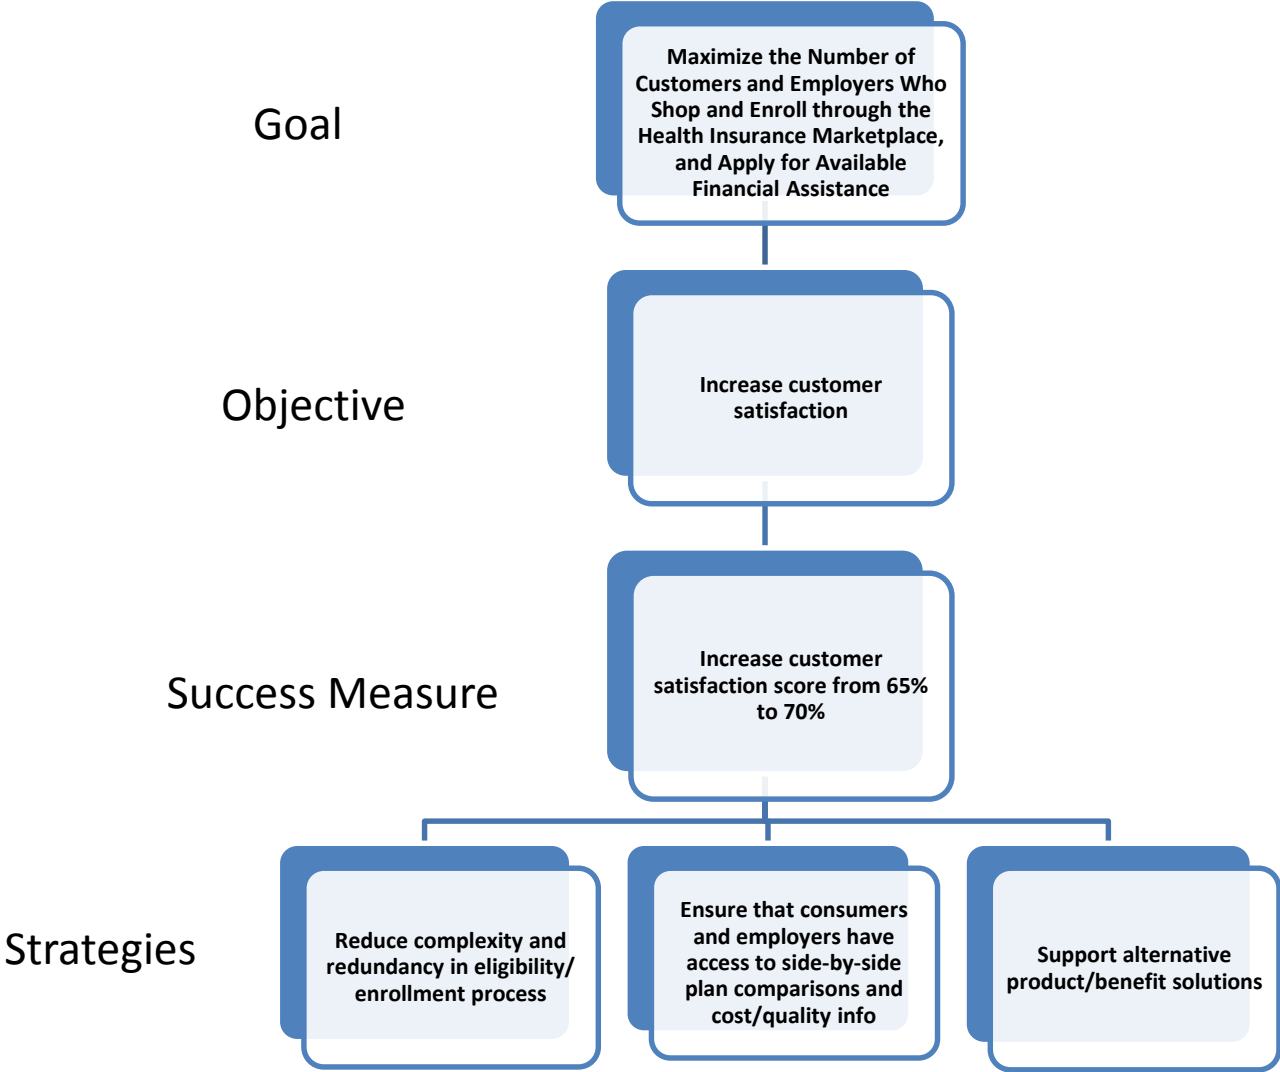 Goal
Maximize the Number of
Customers and Employers Who
Shop and Enroll through the
Health Insurance Marketplace,
and Apply for Available
Financial Assistance
Objective
Increase customer
satisfaction
Success Measure
Increase customer
satisfaction score from 65%
to 70%
Strategies
Reduce complexity and
redundancy in eligibility/
enrollment process
Ensure that consumers
and employers have
access to side-by-side
plan comparisons and
cost/quality info
Support alternative
product/benefit solutions